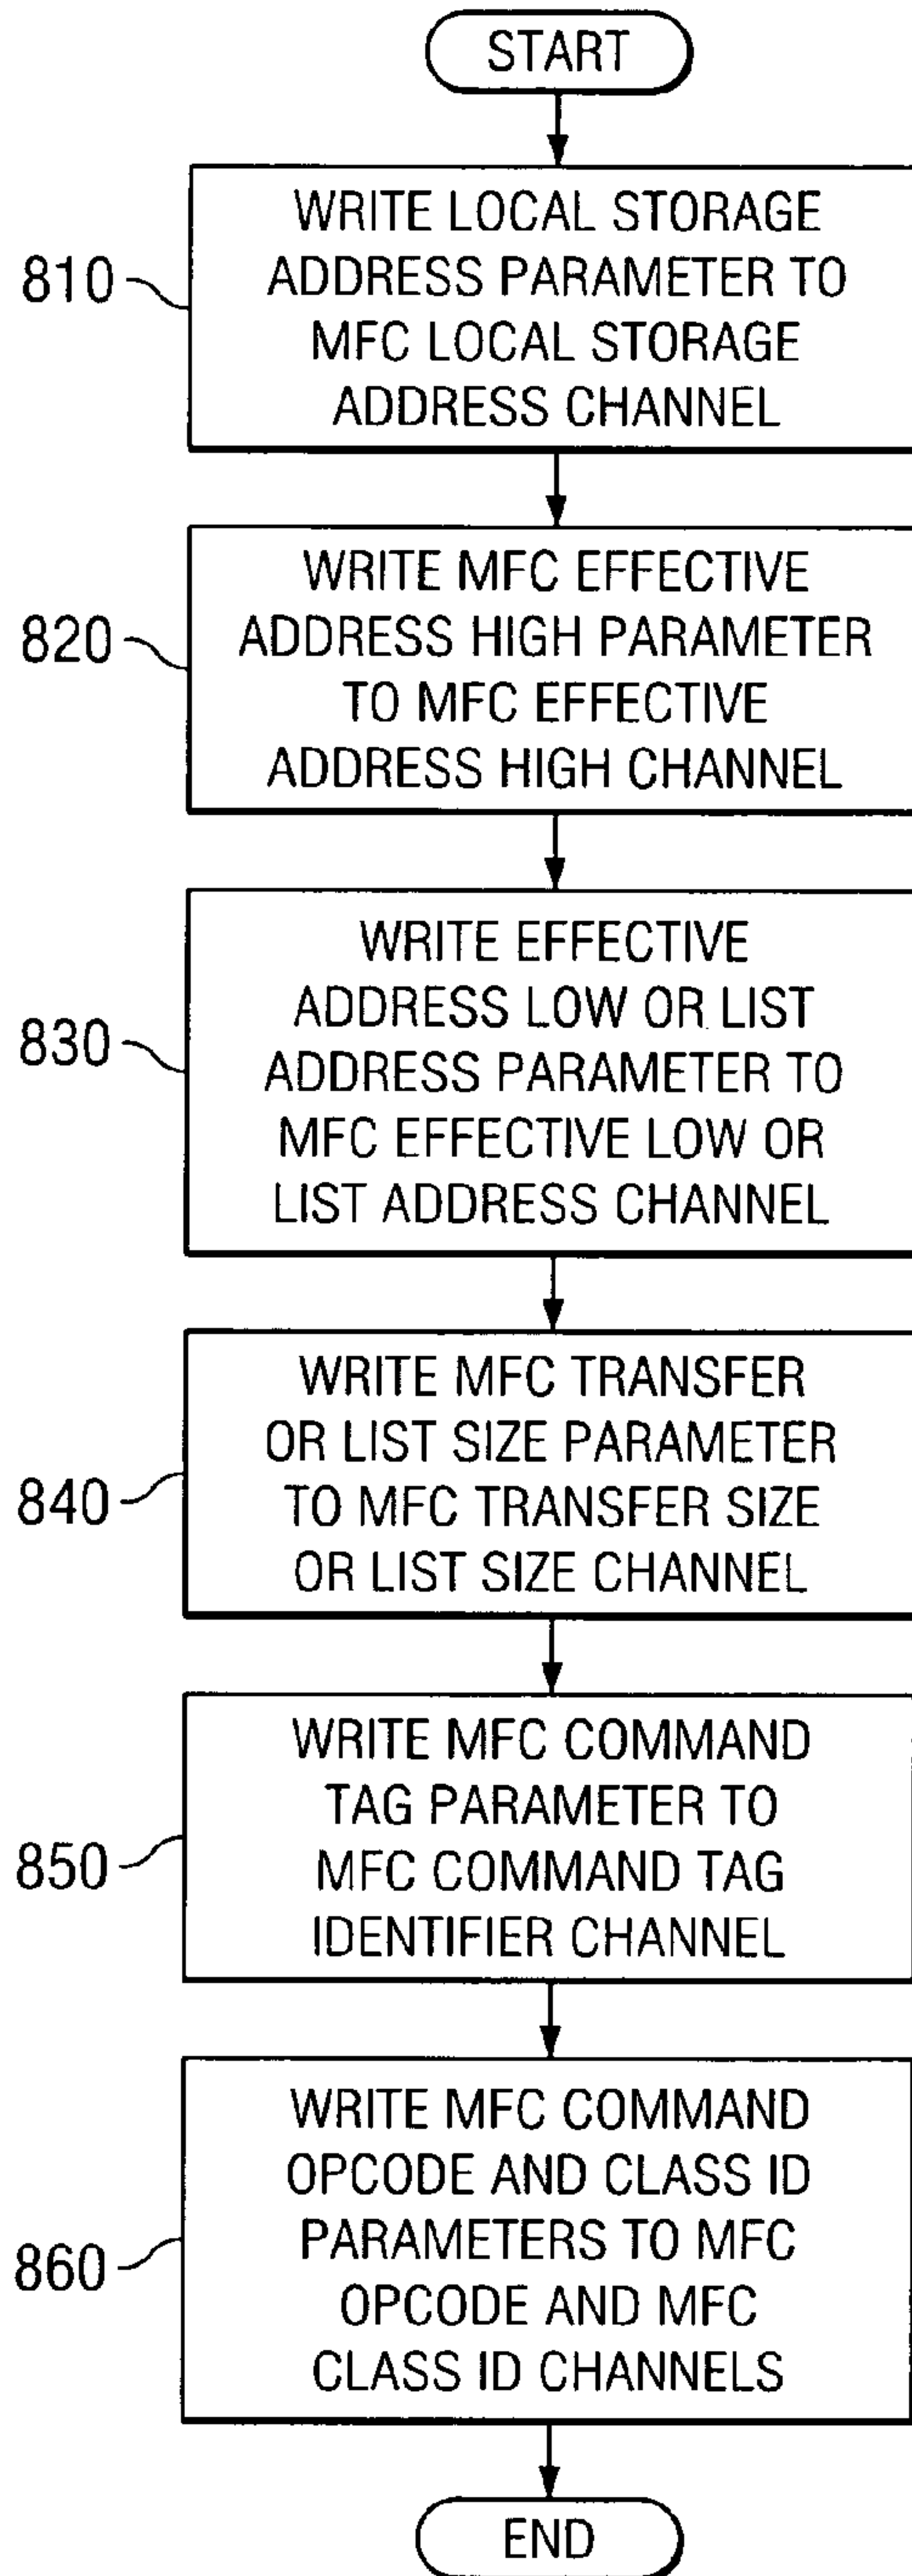 START
WRITE LOCAL STORAGE
ADDRESS PARAMETER TO
MFC LOCAL STORAGE
ADDRESS CHANNEL
810
WRITE MFC EFFECTIVE
ADDRESS HIGH PARAMETER
TO MFC EFFECTIVE
ADDRESS HIGH CHANNEL
820
WRITE EFFECTIVE
ADDRESS LOW OR LIST
ADDRESS PARAMETER TO
MFC EFFECTIVE LOW OR
LIST ADDRESS CHANNEL
830
WRITE MFC TRANSFER
OR LIST SIZE PARAMETER
TO MFC TRANSFER SIZE
OR LIST SIZE CHANNEL
840
WRITE MFC COMMAND
TAG PARAMETER TO
MFC COMMAND TAG
IDENTIFIER CHANNEL
850
WRITE MFC COMMAND
OPCODE AND CLASS ID
PARAMETERS TO MFC
OPCODE AND MFC
CLASS ID CHANNELS
860
END